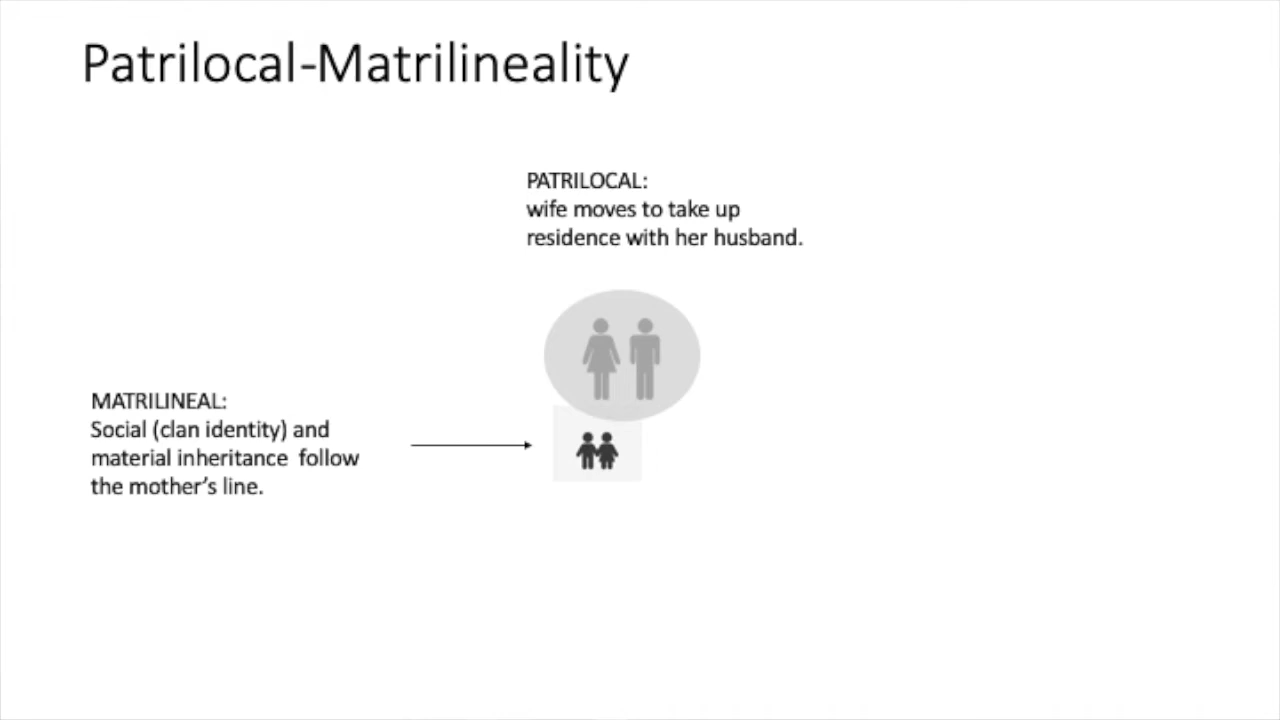 Patrilocal-Matrilineality
PATRILOCAL:
wife moves to take up
residence with her husband.
MATRILINEAL:
Social (clan identity) and
material inheritance  follow
the mother’s line.